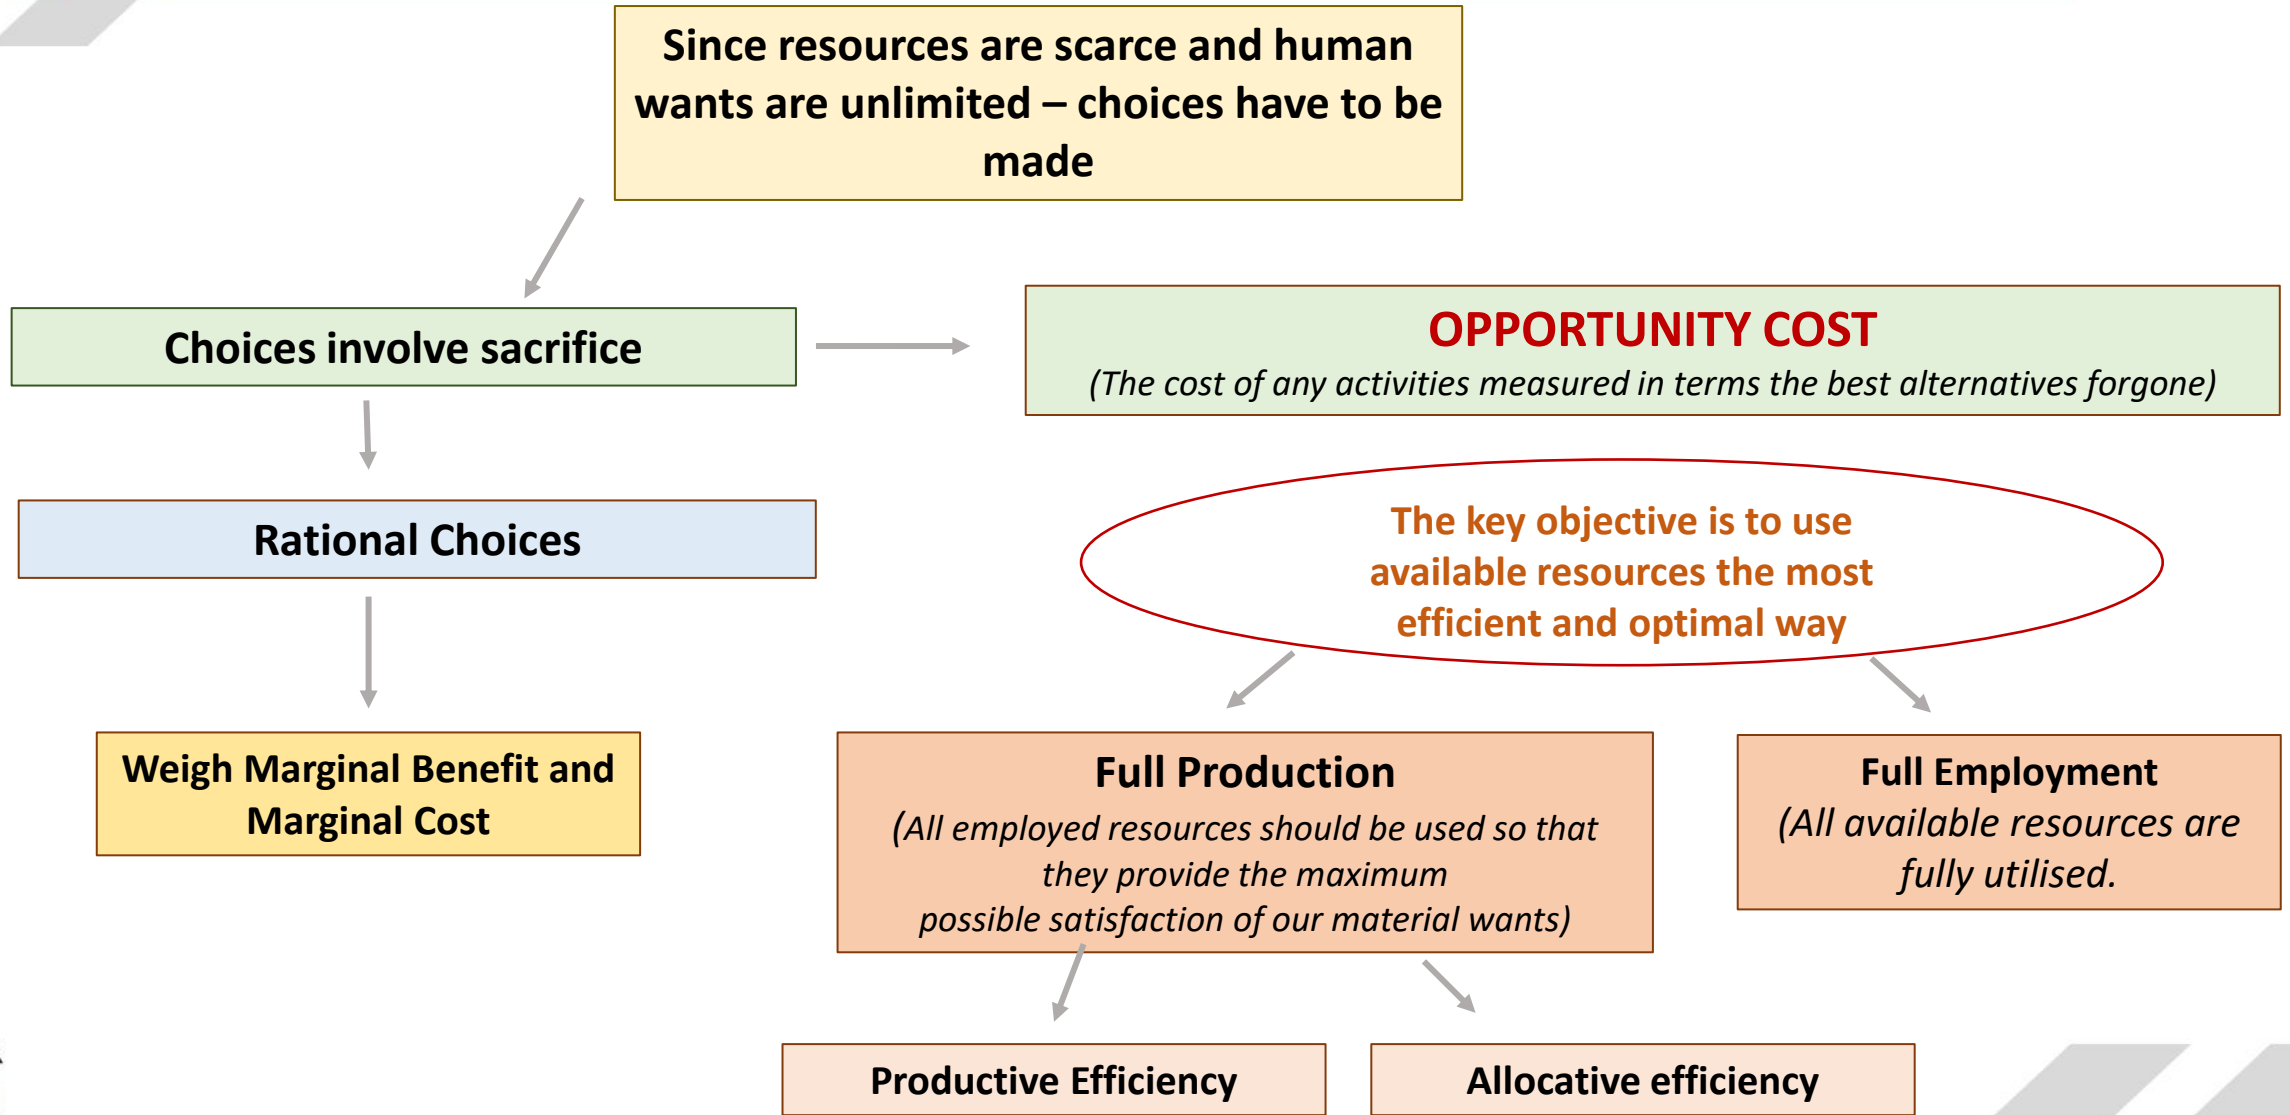 Since resources are scarce and human
wants are unlimited – choices have to be
made
Choices involve sacrifice
OPPORTUNITY COST
(The cost of any activities measured in terms the best alternatives forgone)
Rational Choices
The key objective is to use
available resources the most
efficient and optimal way
Weigh Marginal Benefit and
Marginal Cost
Full Production
(All employed resources should be used so that
they provide the maximum
possible satisfaction of our material wants)
Full Employment
(All available resources are
fully utilised.
Productive Efficiency
Allocative efficiency